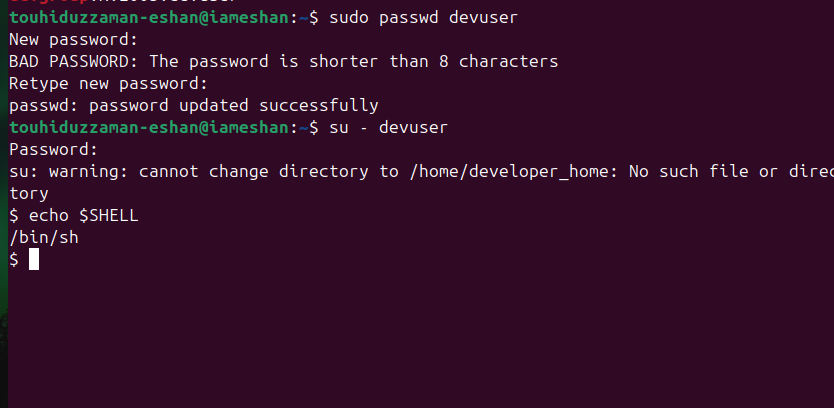 touhiduzzaman-eshan@iameshan:~$ sudo passwd devuser
New password:
BAD PASSWORD: The password is shorter than 8 characters
Retype new password:
passwd: password updated successfully
touhiduzzaman-eshan@iameshan:~$ su - devuser
Password:
su: warning: cannot change directory to /home/developer_home: No such file or direc
tory
$ echo $SHELL
/bin/sh
$